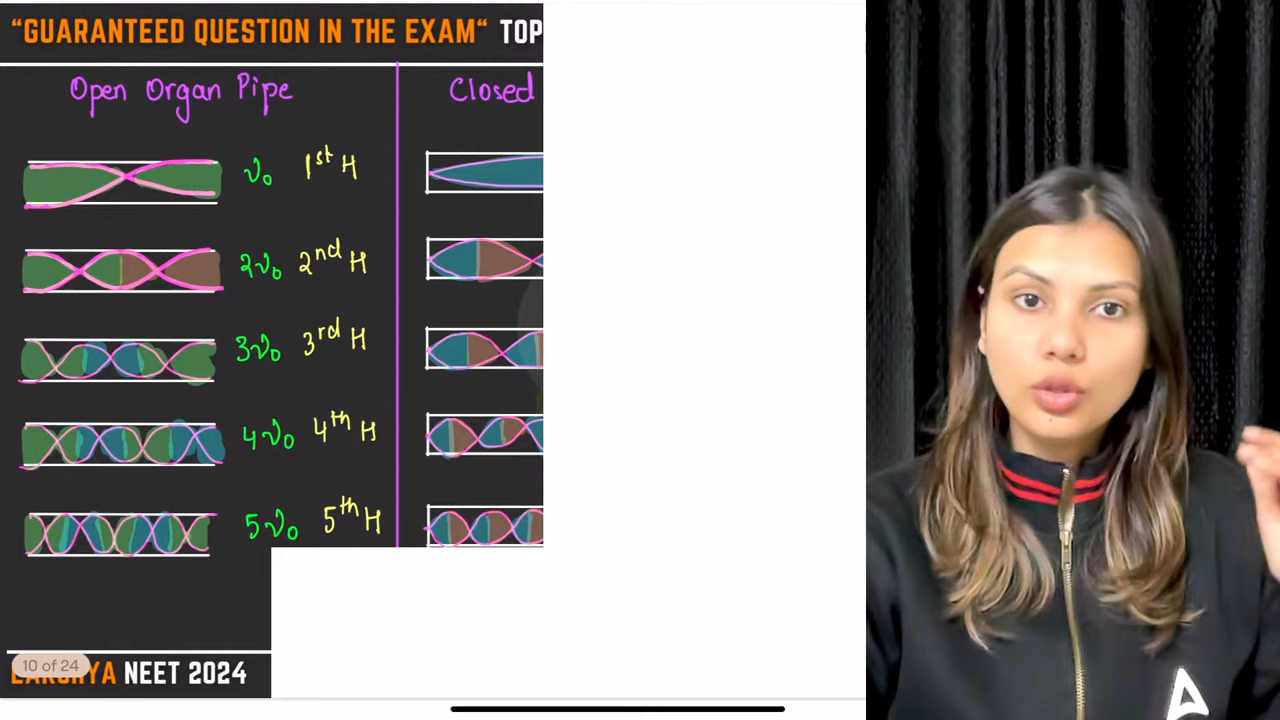 “GUARANTEED QUESTION IN THE EXAM“ TOP
Open Organ Pipe
Closed
ν₀ 1st H
2ν₀ 2nd H
3ν₀ 3rd H
4ν₀ 4th H
5ν₀ 5th H
10 of 24
NEET 2024